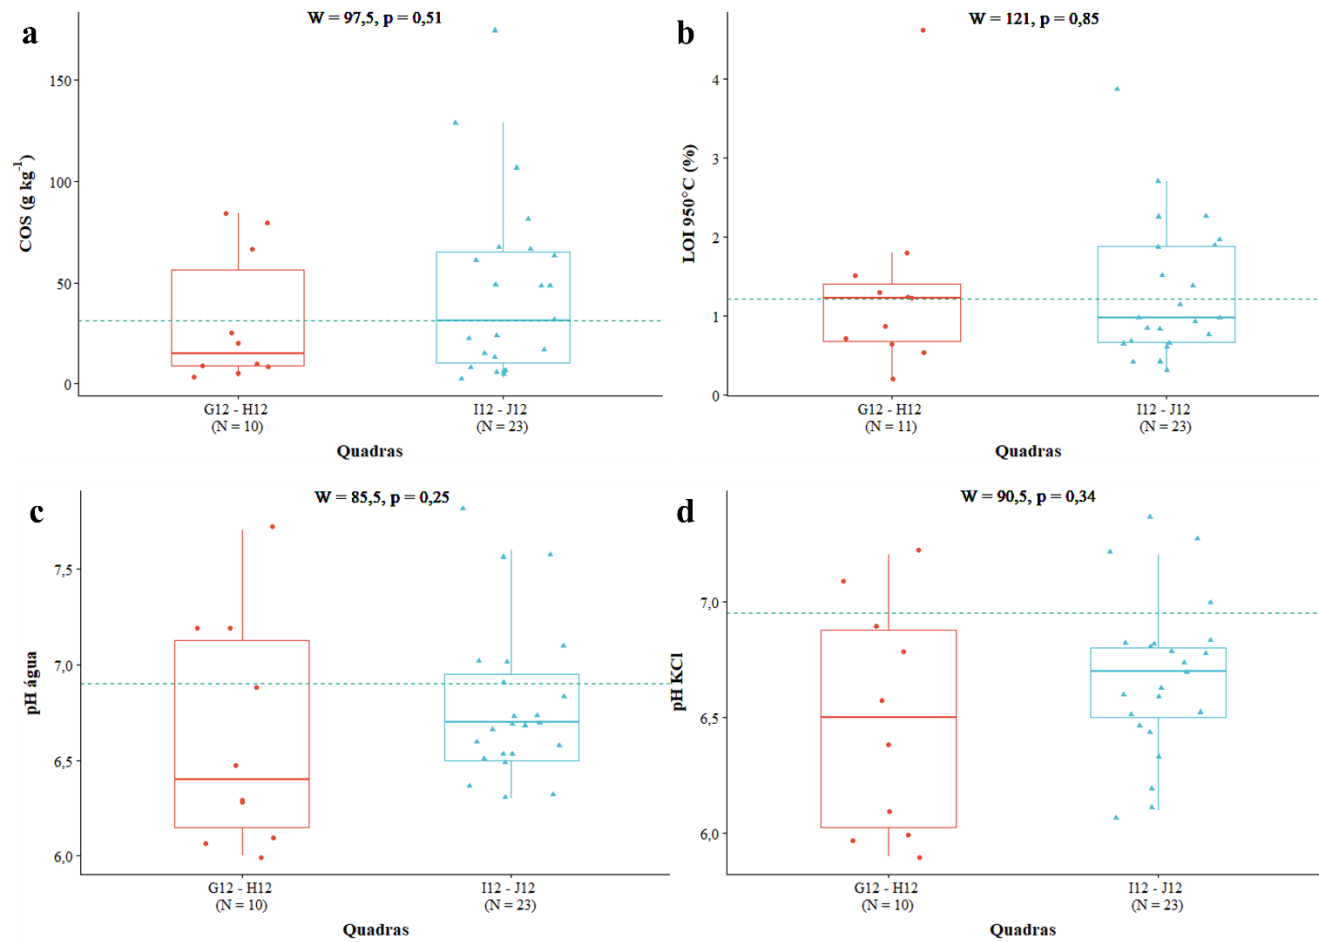 a
W = 97,5, p = 0,51
COS (g kg⁻¹)
150
100
50
0
G12 - H12
(N = 10)
I12 - J12
(N = 23)
Quadras
b
W = 121, p = 0,85
LOI 950°C (%)
4
3
2
1
0
G12 - H12
(N = 11)
I12 - J12
(N = 23)
Quadras
c
W = 85,5, p = 0,25
pH água
7,5
7,0
6,5
6,0
G12 - H12
(N = 10)
I12 - J12
(N = 23)
Quadras
d
W = 90,5, p = 0,34
pH KCl
7,0
6,5
6,0
G12 - H12
(N = 10)
I12 - J12
(N = 23)
Quadras